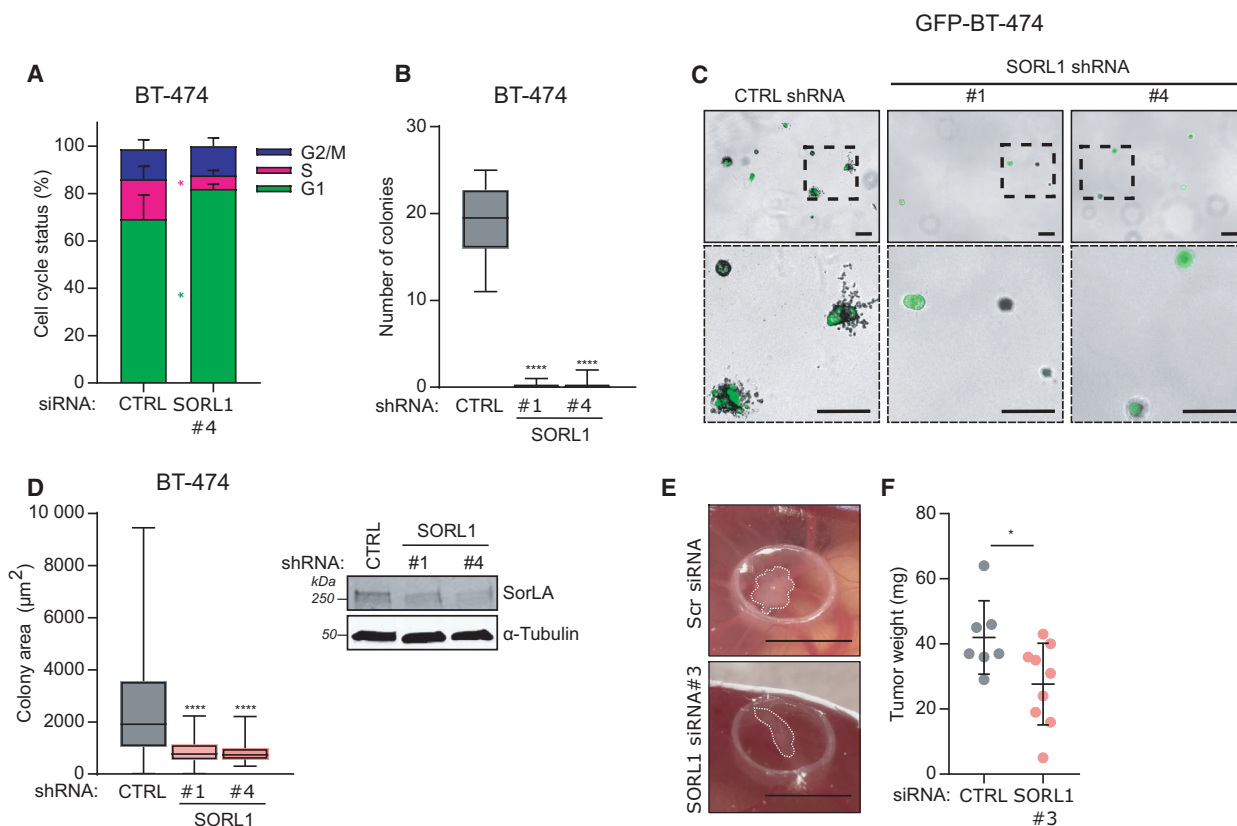 GFP-BT-474
A
BT-474
100
80
60
40
20
0
Cell cycle status (%)
G2/M
S
G1
*
*
siRNA:
CTRL
SORL1
#4
B
BT-474
30
20
10
0
Number of colonies
****
****
shRNA:
CTRL
#1
#4
SORL1
C
SORL1 shRNA
CTRL shRNA
#1
#4
D
BT-474
10 000
8000
6000
4000
2000
0
Colony area (µm²)
****
****
shRNA:
CTRL
#1
#4
SORL1
CTRL
SORL1
shRNA:
#1
#4
kDa
250
SorLA
50
α-Tubulin
E
Scr siRNA
SORL1 siRNA#3
F
80
60
40
20
0
Tumor weight (mg)
*
siRNA:
CTRL
SORL1
#3